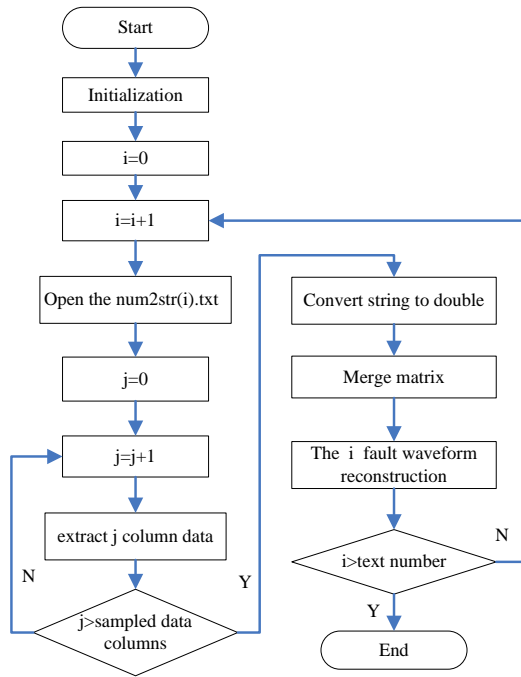 Start
Initialization
i=0
i=i+1
Open the num2str(i).txt
j=0
j=j+1
extract j column data
N
Y
j>sampled data
columns
Convert string to double
Merge matrix
The i fault waveform
reconstruction
i>text number
N
Y
End